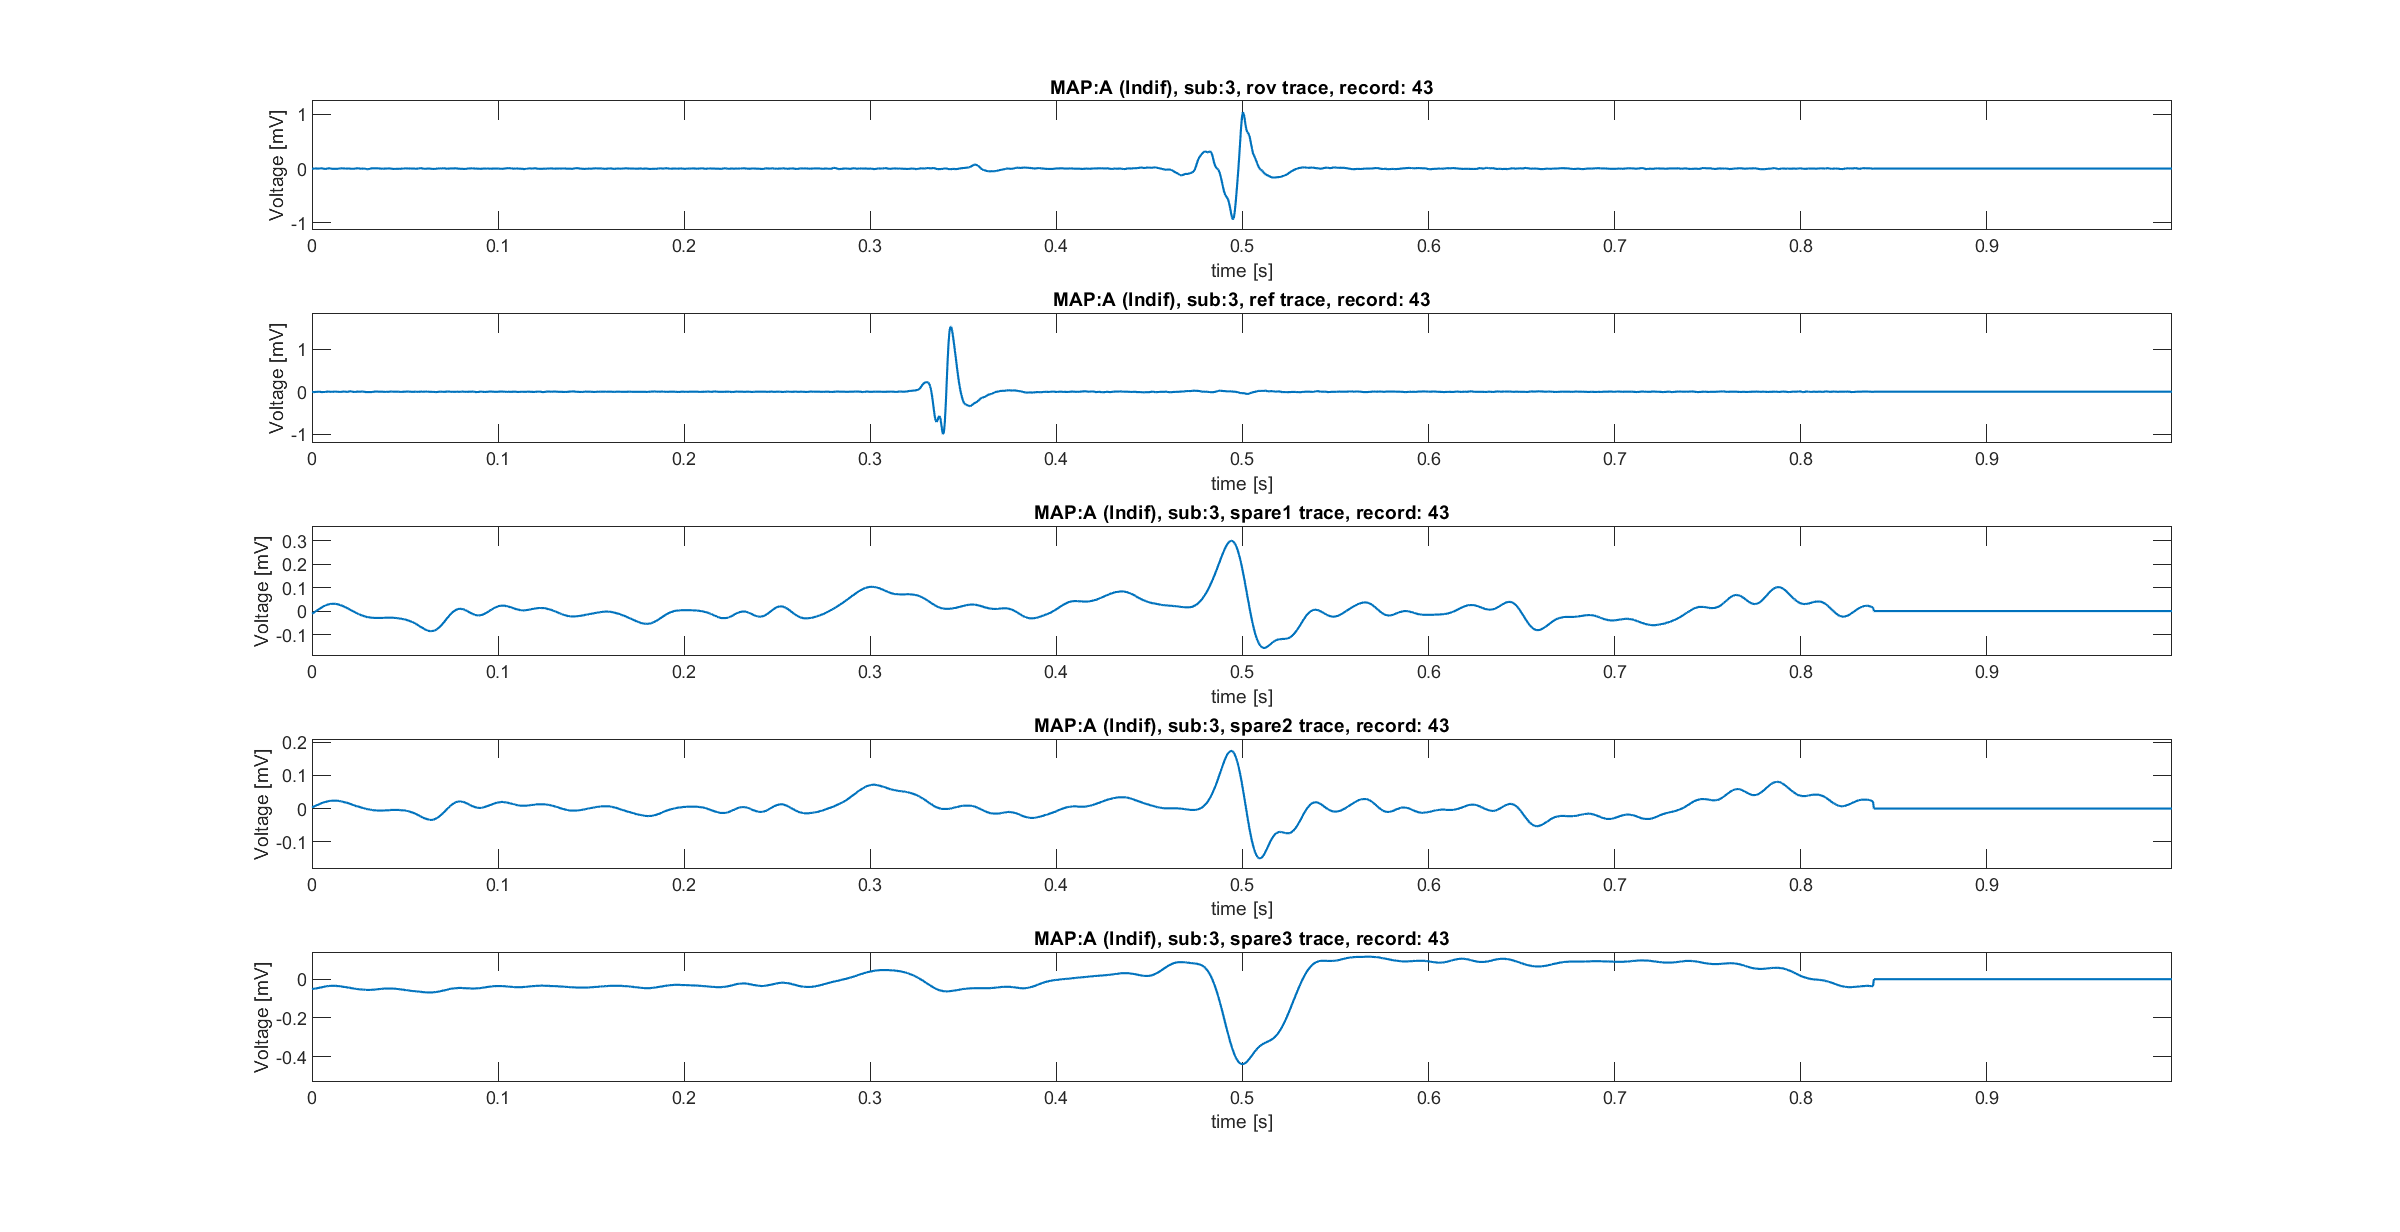 MAP:A (Indif), sub:3, rov trace, record: 43
Voltage [mV]
1
0
-1
0 0.1 0.2 0.3 0.4 0.5 0.6 0.7 0.8 0.9
time [s]
MAP:A (Indif), sub:3, ref trace, record: 43
Voltage [mV]
1
0
-1
0 0.1 0.2 0.3 0.4 0.5 0.6 0.7 0.8 0.9
time [s]
MAP:A (Indif), sub:3, spare1 trace, record: 43
Voltage [mV]
0.3
0.2
0.1
0
-0.1
0 0.1 0.2 0.3 0.4 0.5 0.6 0.7 0.8 0.9
time [s]
MAP:A (Indif), sub:3, spare2 trace, record: 43
Voltage [mV]
0.2
0.1
0
-0.1
0 0.1 0.2 0.3 0.4 0.5 0.6 0.7 0.8 0.9
time [s]
MAP:A (Indif), sub:3, spare3 trace, record: 43
Voltage [mV]
0
-0.2
-0.4
0 0.1 0.2 0.3 0.4 0.5 0.6 0.7 0.8 0.9
time [s]